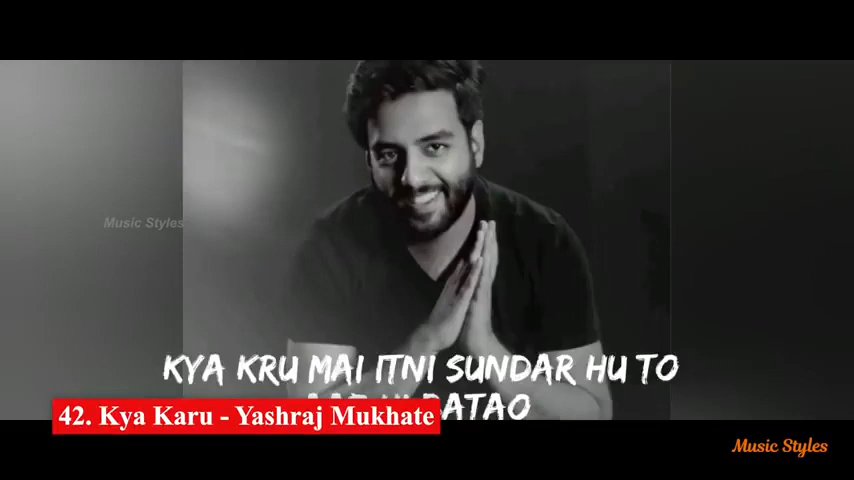 Music Styles
KYA KRU MAI ITNI SUNDAR HU TO
BATAO
42. Kya Karu - Yashraj Mukhate
Music Styles